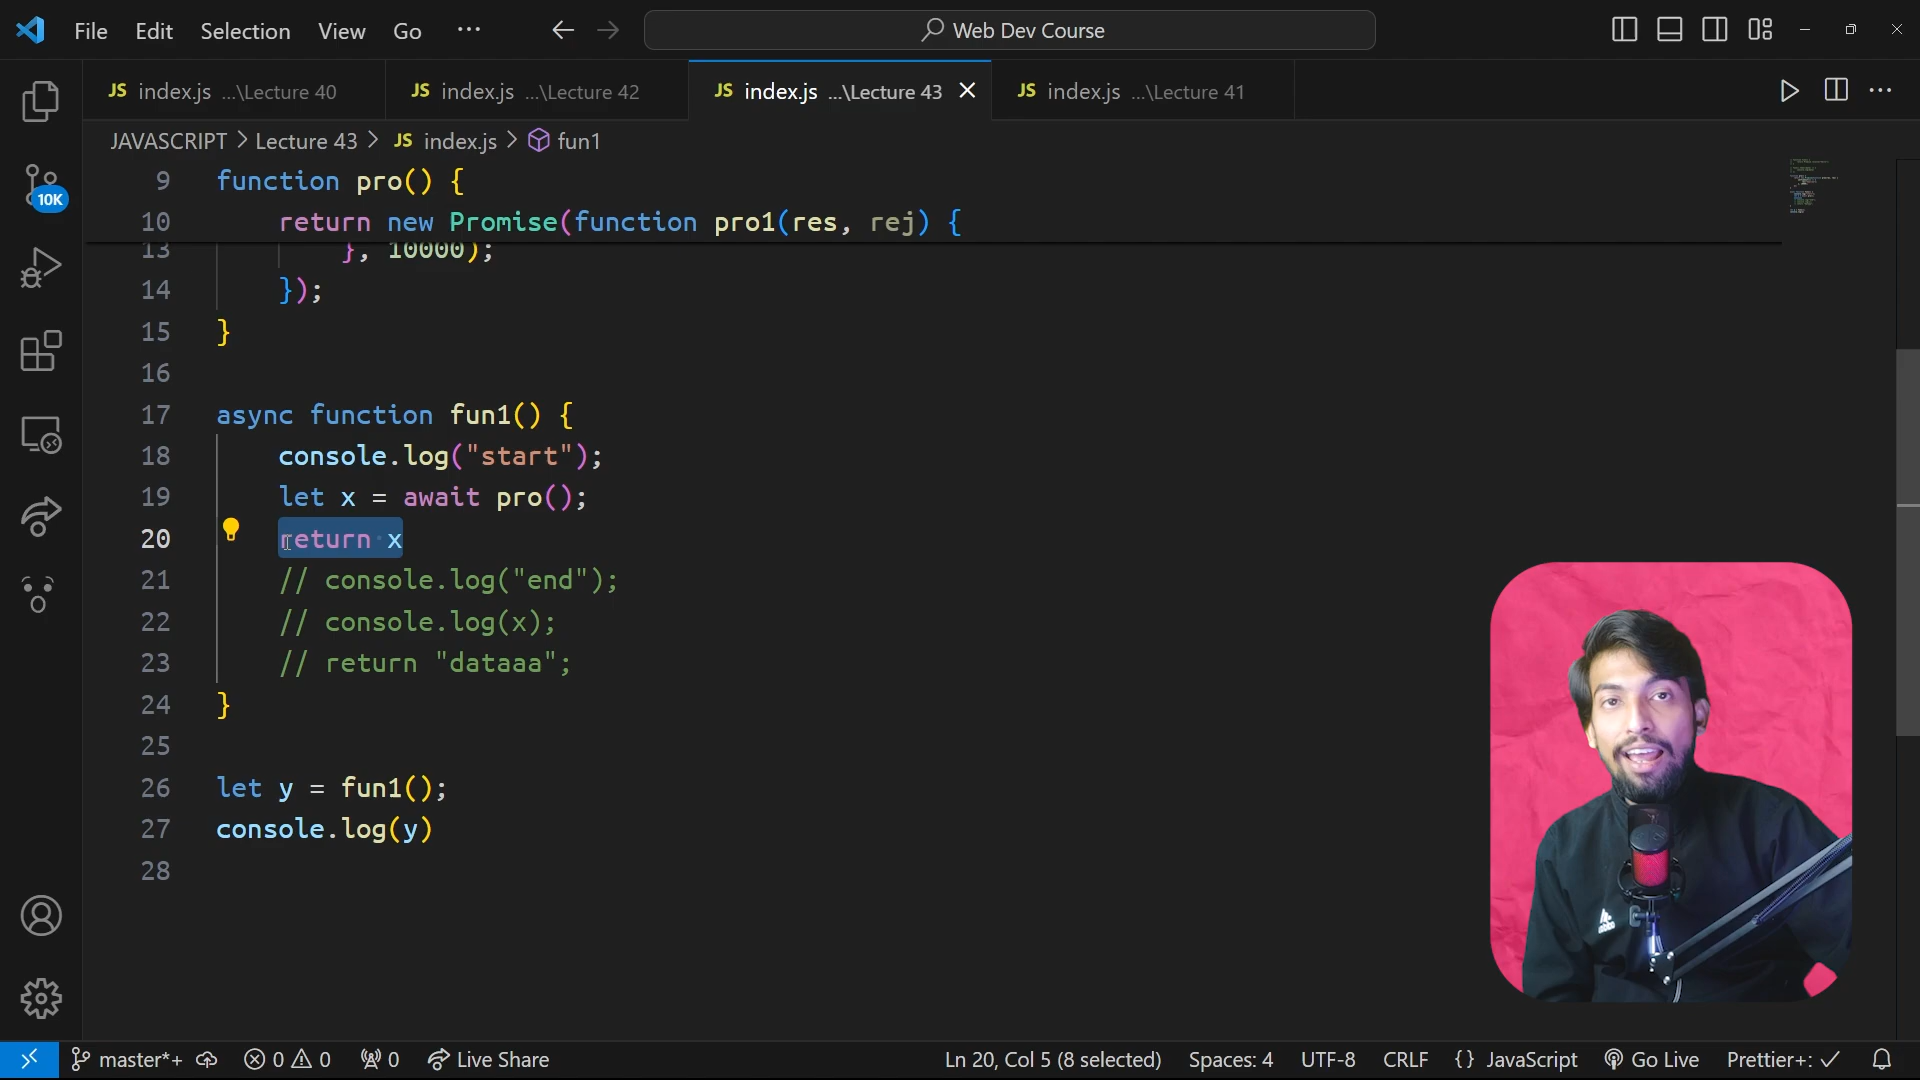 File Edit Selection View Go ··· Web Dev Course
JS index.js ...\Lecture 40 JS index.js ...\Lecture 42 JS index.js ...\Lecture 43 JS index.js ...\Lecture 41
JAVASCRIPT > Lecture 43 > JS index.js > fun1
10K
9 function pro() {
10 return new Promise(function pro1(res, rej) {
13 }, 10000);
14 });
15 }
16
17 async function fun1() {
18 console.log("start");
19 let x = await pro();
20 return x
21 // console.log("end");
22 // console.log(x);
23 // return "dataaa";
24 }
25
26 let y = fun1();
27 console.log(y)
28
master*+ 0 0 0 Live Share Ln 20, Col 5 (8 selected) Spaces: 4 UTF-8 CRLF {} JavaScript Go Live Prettier+: ✓